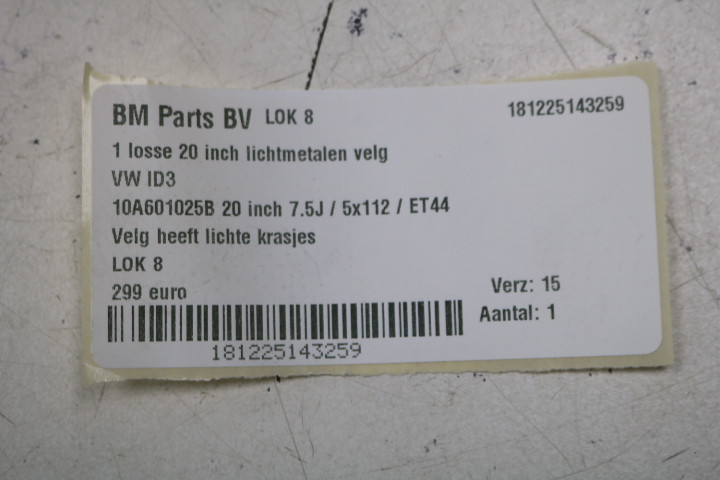 BM Parts BV LOK 8 181225143259
1 losse 20 inch lichtmetalen velg
VW ID3
10A601025B 20 inch 7.5J / 5x112 / ET44
Velg heeft lichte krasjes
LOK 8
299 euro Verz: 15
Aantal: 1
181225143259